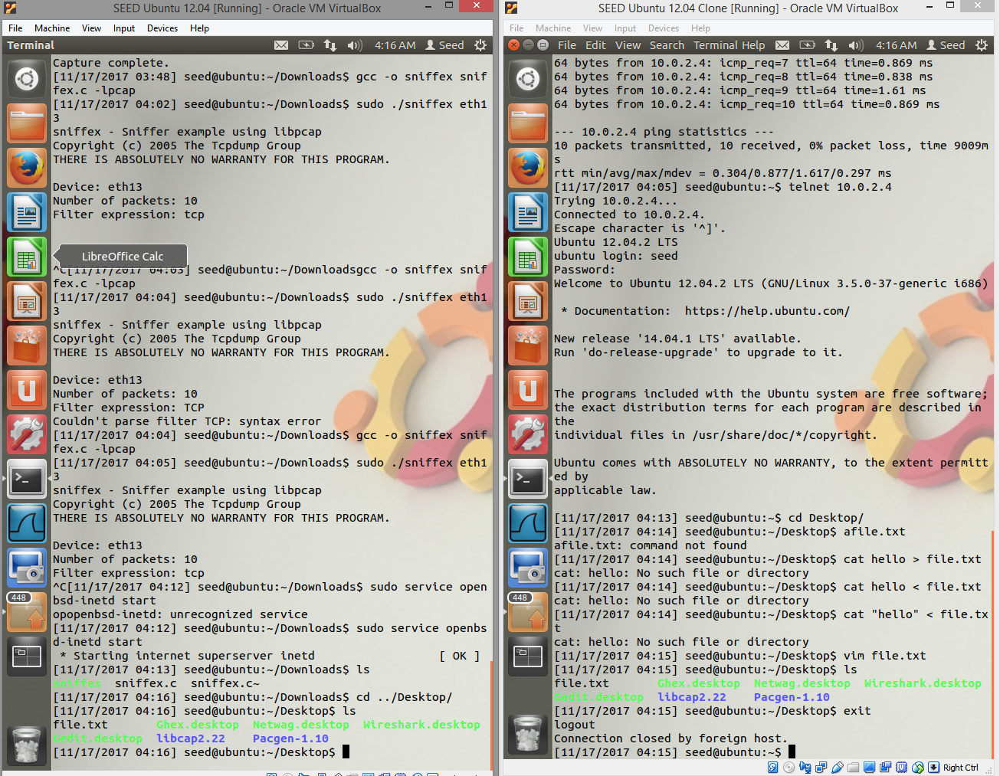 SEED Ubuntu 12.04 [Running] - Oracle VM VirtualBox
File Machine View Input Devices Help
Terminal 4:16 AM Seed
Capture complete.
[11/17/2017 03:48] seed@ubuntu:~/Downloads$ gcc -o sniffex snif
fex.c -lpcap
[11/17/2017 04:02] seed@ubuntu:~/Downloads$ sudo ./sniffex eth1
3
sniffex - Sniffer example using libpcap
Copyright (c) 2005 The Tcpdump Group
THERE IS ABSOLUTELY NO WARRANTY FOR THIS PROGRAM.
Device: eth13
Number of packets: 10
Filter expression: tcp
LibreOffice Calc
^C[11/17/2017 04:03] seed@ubuntu:~/Downloadsgcc -o sniffex snif
fex.c -lpcap
[11/17/2017 04:04] seed@ubuntu:~/Downloads$ sudo ./sniffex eth1
3
sniffex - Sniffer example using libpcap
Copyright (c) 2005 The Tcpdump Group
THERE IS ABSOLUTELY NO WARRANTY FOR THIS PROGRAM.
Device: eth13
Number of packets: 10
Filter expression: TCP
Couldn't parse filter TCP: syntax error
[11/17/2017 04:04] seed@ubuntu:~/Downloads$ gcc -o sniffex snif
fex.c -lpcap
[11/17/2017 04:05] seed@ubuntu:~/Downloads$ sudo ./sniffex eth1
3
sniffex - Sniffer example using libpcap
Copyright (c) 2005 The Tcpdump Group
THERE IS ABSOLUTELY NO WARRANTY FOR THIS PROGRAM.
Device: eth13
Number of packets: 10
Filter expression: tcp
^C[11/17/2017 04:12] seed@ubuntu:~/Downloads$ sudo service open
bsd-inetd start
opopenbsd-inetd: unrecognized service
[11/17/2017 04:12] seed@ubuntu:~/Downloads$ sudo service openbs
d-inetd start
* Starting internet superserver inetd [ OK ]
[11/17/2017 04:13] seed@ubuntu:~/Downloads$ ls
sniffex sniffex.c sniffex.c~
[11/17/2017 04:16] seed@ubuntu:~/Downloads$ cd ../Desktop/
[11/17/2017 04:16] seed@ubuntu:~/Desktop$ ls
file.txt Ghex.desktop Netwag.desktop Wireshark.desktop
Gedit.desktop libcap2.22 Pacgen-1.10
[11/17/2017 04:16] seed@ubuntu:~/Desktop$
448
SEED Ubuntu 12.04 Clone [Running] - Oracle VM VirtualBox
File Machine View Input Devices Help
File Edit View Search Terminal Help 4:16 AM Seed
64 bytes from 10.0.2.4: icmp_req=7 ttl=64 time=0.869 ms
64 bytes from 10.0.2.4: icmp_req=8 ttl=64 time=0.838 ms
64 bytes from 10.0.2.4: icmp_req=9 ttl=64 time=1.61 ms
64 bytes from 10.0.2.4: icmp_req=10 ttl=64 time=0.869 ms
--- 10.0.2.4 ping statistics ---
10 packets transmitted, 10 received, 0% packet loss, time 9009m
s
rtt min/avg/max/mdev = 0.304/0.877/1.617/0.297 ms
[11/17/2017 04:05] seed@ubuntu:~$ telnet 10.0.2.4
Trying 10.0.2.4...
Connected to 10.0.2.4.
Escape character is '^]'.
Ubuntu 12.04.2 LTS
ubuntu login: seed
Password:
Welcome to Ubuntu 12.04.2 LTS (GNU/Linux 3.5.0-37-generic i686)
* Documentation: https://help.ubuntu.com/
New release '14.04.1 LTS' available.
Run 'do-release-upgrade' to upgrade to it.
The programs included with the Ubuntu system are free software;
the exact distribution terms for each program are described in
the
individual files in /usr/share/doc/*/copyright.
Ubuntu comes with ABSOLUTELY NO WARRANTY, to the extent permitt
ed by
applicable law.
[11/17/2017 04:13] seed@ubuntu:~$ cd Desktop/
[11/17/2017 04:14] seed@ubuntu:~/Desktop$ afile.txt
afile.txt: command not found
[11/17/2017 04:14] seed@ubuntu:~/Desktop$ cat hello > file.txt
cat: hello: No such file or directory
[11/17/2017 04:14] seed@ubuntu:~/Desktop$ cat hello < file.txt
cat: hello: No such file or directory
[11/17/2017 04:14] seed@ubuntu:~/Desktop$ cat "hello" < file.tx
t
cat: hello: No such file or directory
[11/17/2017 04:15] seed@ubuntu:~/Desktop$ vim file.txt
[11/17/2017 04:15] seed@ubuntu:~/Desktop$ ls
file.txt Ghex.desktop Netwag.desktop Wireshark.desktop
Gedit.desktop libcap2.22 Pacgen-1.10
[11/17/2017 04:15] seed@ubuntu:~/Desktop$ exit
logout
Connection closed by foreign host.
[11/17/2017 04:15] seed@ubuntu:~$
448
Right Ctrl